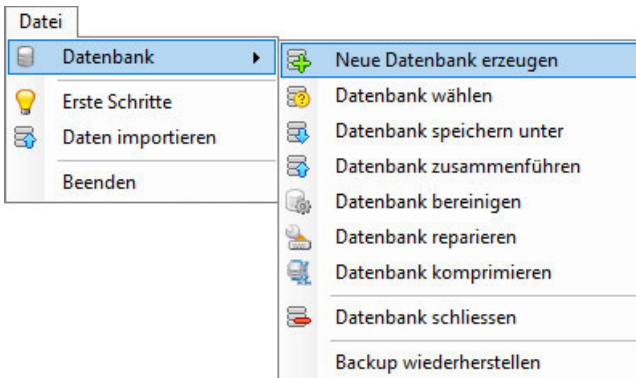 Datei
Datenbank
Erste Schritte
Daten importieren
Beenden
Neue Datenbank erzeugen
Datenbank wählen
Datenbank speichern unter
Datenbank zusammenführen
Datenbank bereinigen
Datenbank reparieren
Datenbank komprimieren
Datenbank schliessen
Backup wiederherstellen